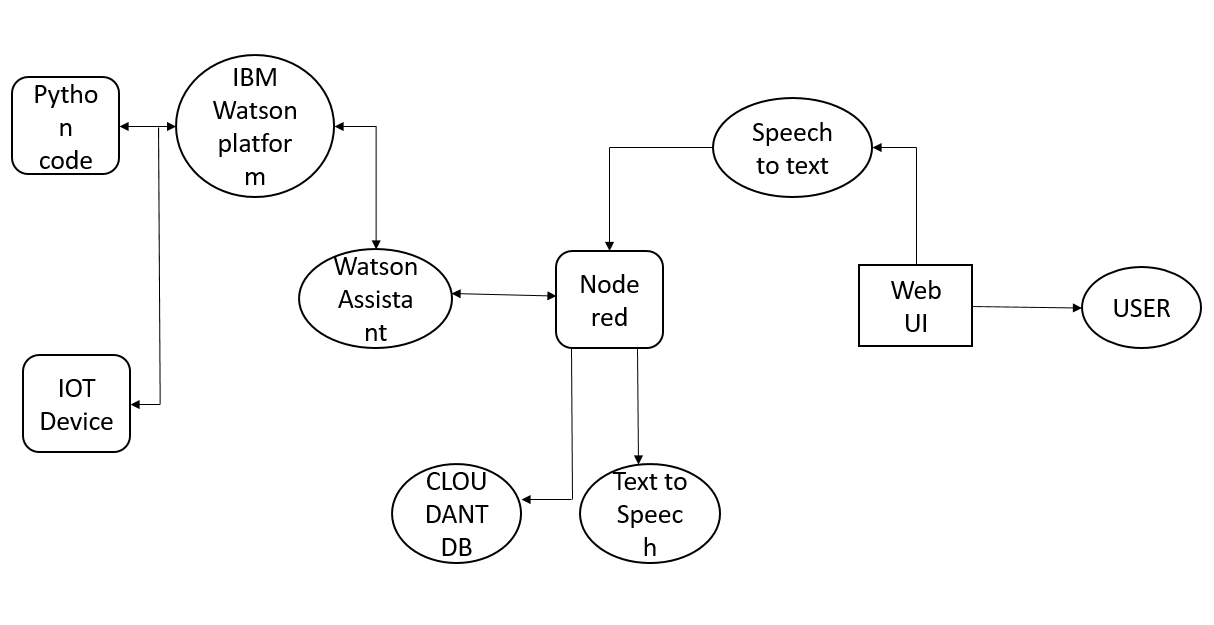 Pytho
n
code
IBM
Watson
platfor
m
Speech
to text
Watson
Assista
nt
Node
red
Web
UI
USER
IOT
Device
CLOU
DANT
DB
Text to
Speec
h